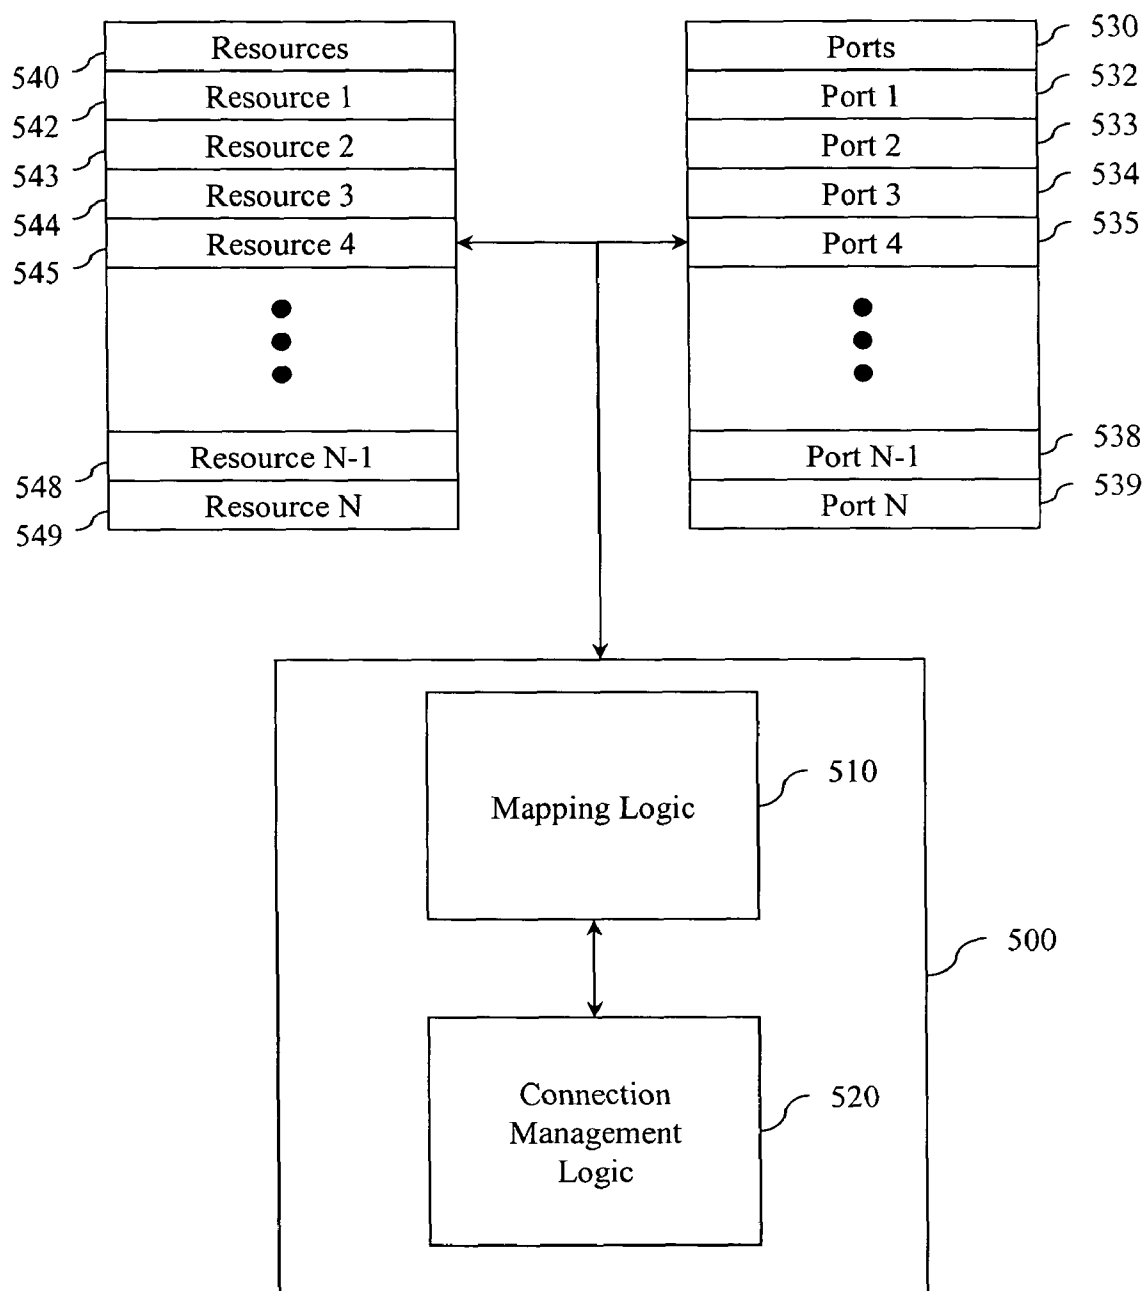 Resources
540
Resource 1
542
Resource 2
543
Resource 3
544
Resource 4
545
Resource N-1
548
Resource N
549
Ports
530
Port 1
532
Port 2
533
Port 3
534
Port 4
535
Port N-1
538
Port N
539
Mapping Logic
510
500
Connection
Management
Logic
520